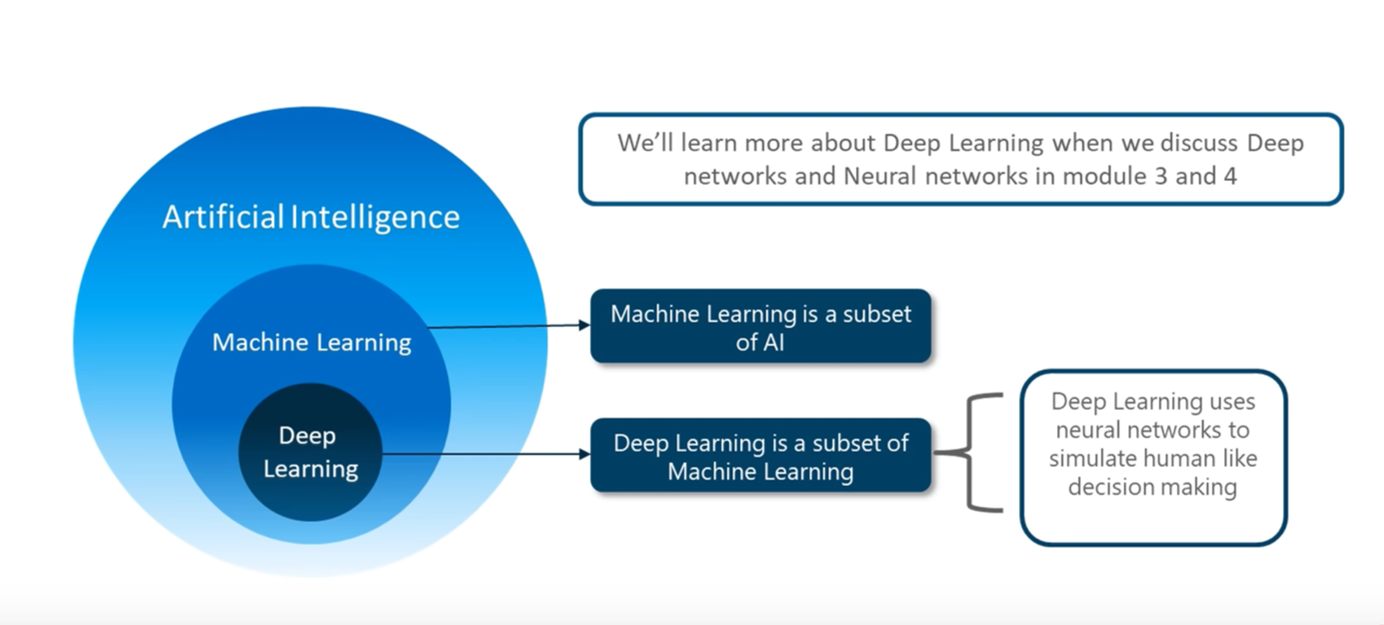 Artificial Intelligence
Machine Learning
Deep
Learning
We’ll learn more about Deep Learning when we discuss Deep
networks and Neural networks in module 3 and 4
Machine Learning is a subset
of AI
Deep Learning is a subset of
Machine Learning
Deep Learning uses
neural networks to
simulate human like
decision making